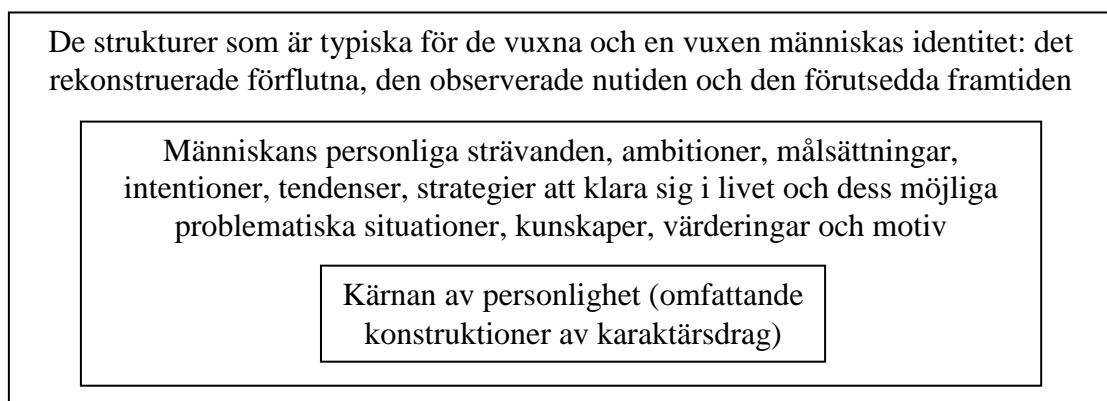 De strukturer som är typiska för de vuxna och en vuxen människas identitet: det
rekonstruerade förflutna, den observerade nutiden och den förutsedda framtiden
Människans personliga strävanden, ambitioner, målsättningar,
intentioner, tendenser, strategier att klara sig i livet och dess möjliga
problematiska situationer, kunskaper, värderingar och motiv
Kärnan av personlighet (omfattande
konstruktioner av karaktärsdrag)